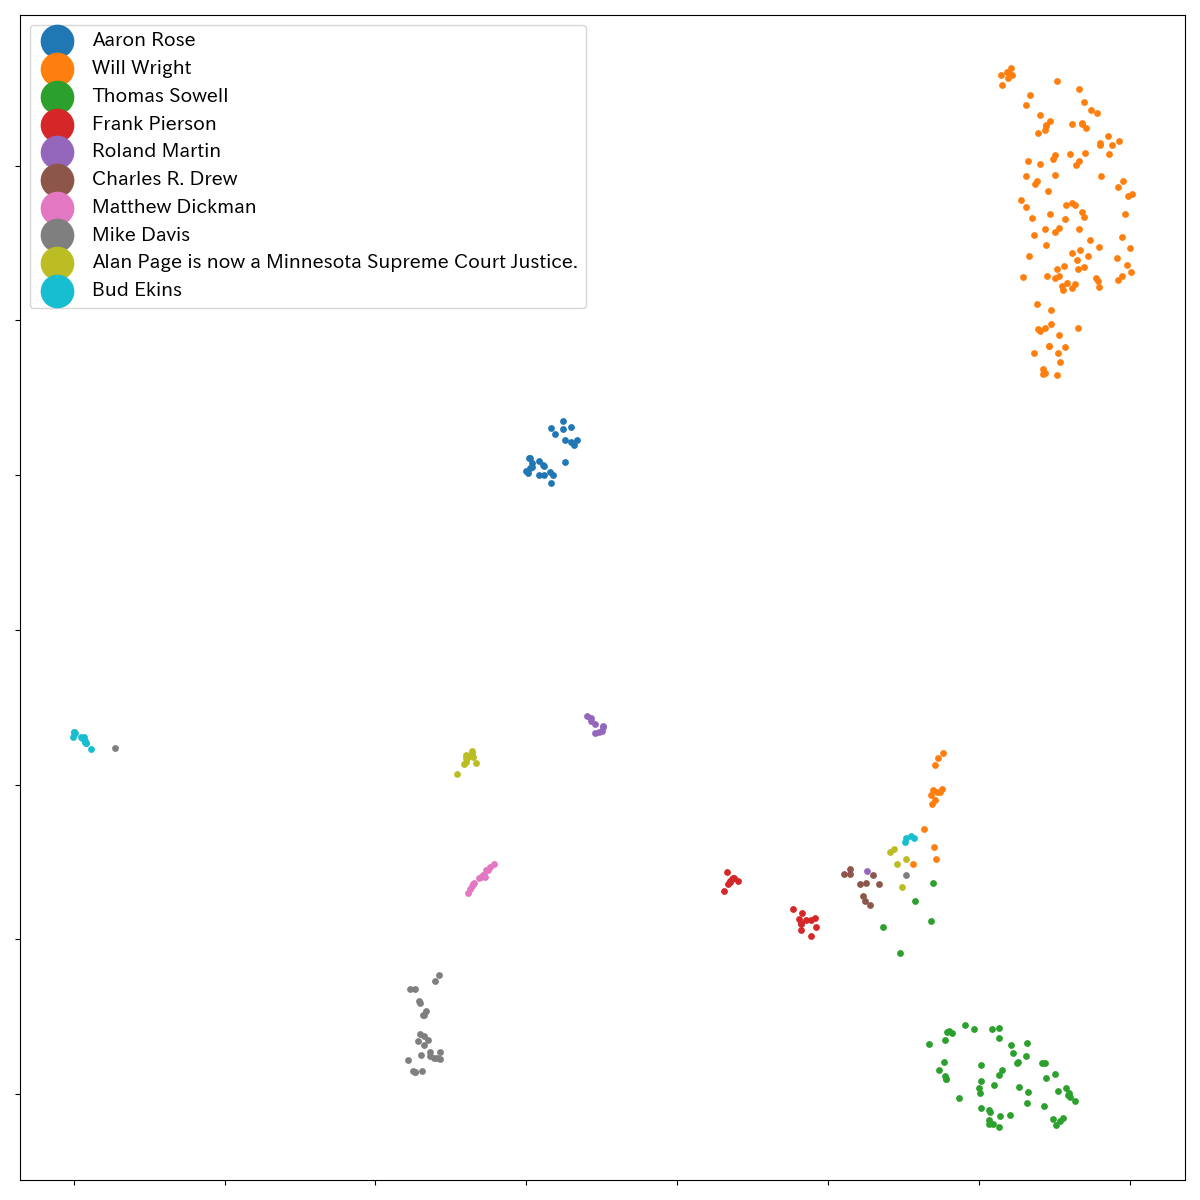 Aaron Rose
Will Wright
Thomas Sowell
Frank Pierson
Roland Martin
Charles R. Drew
Matthew Dickman
Mike Davis
Alan Page is now a Minnesota Supreme Court Justice.
Bud Ekins